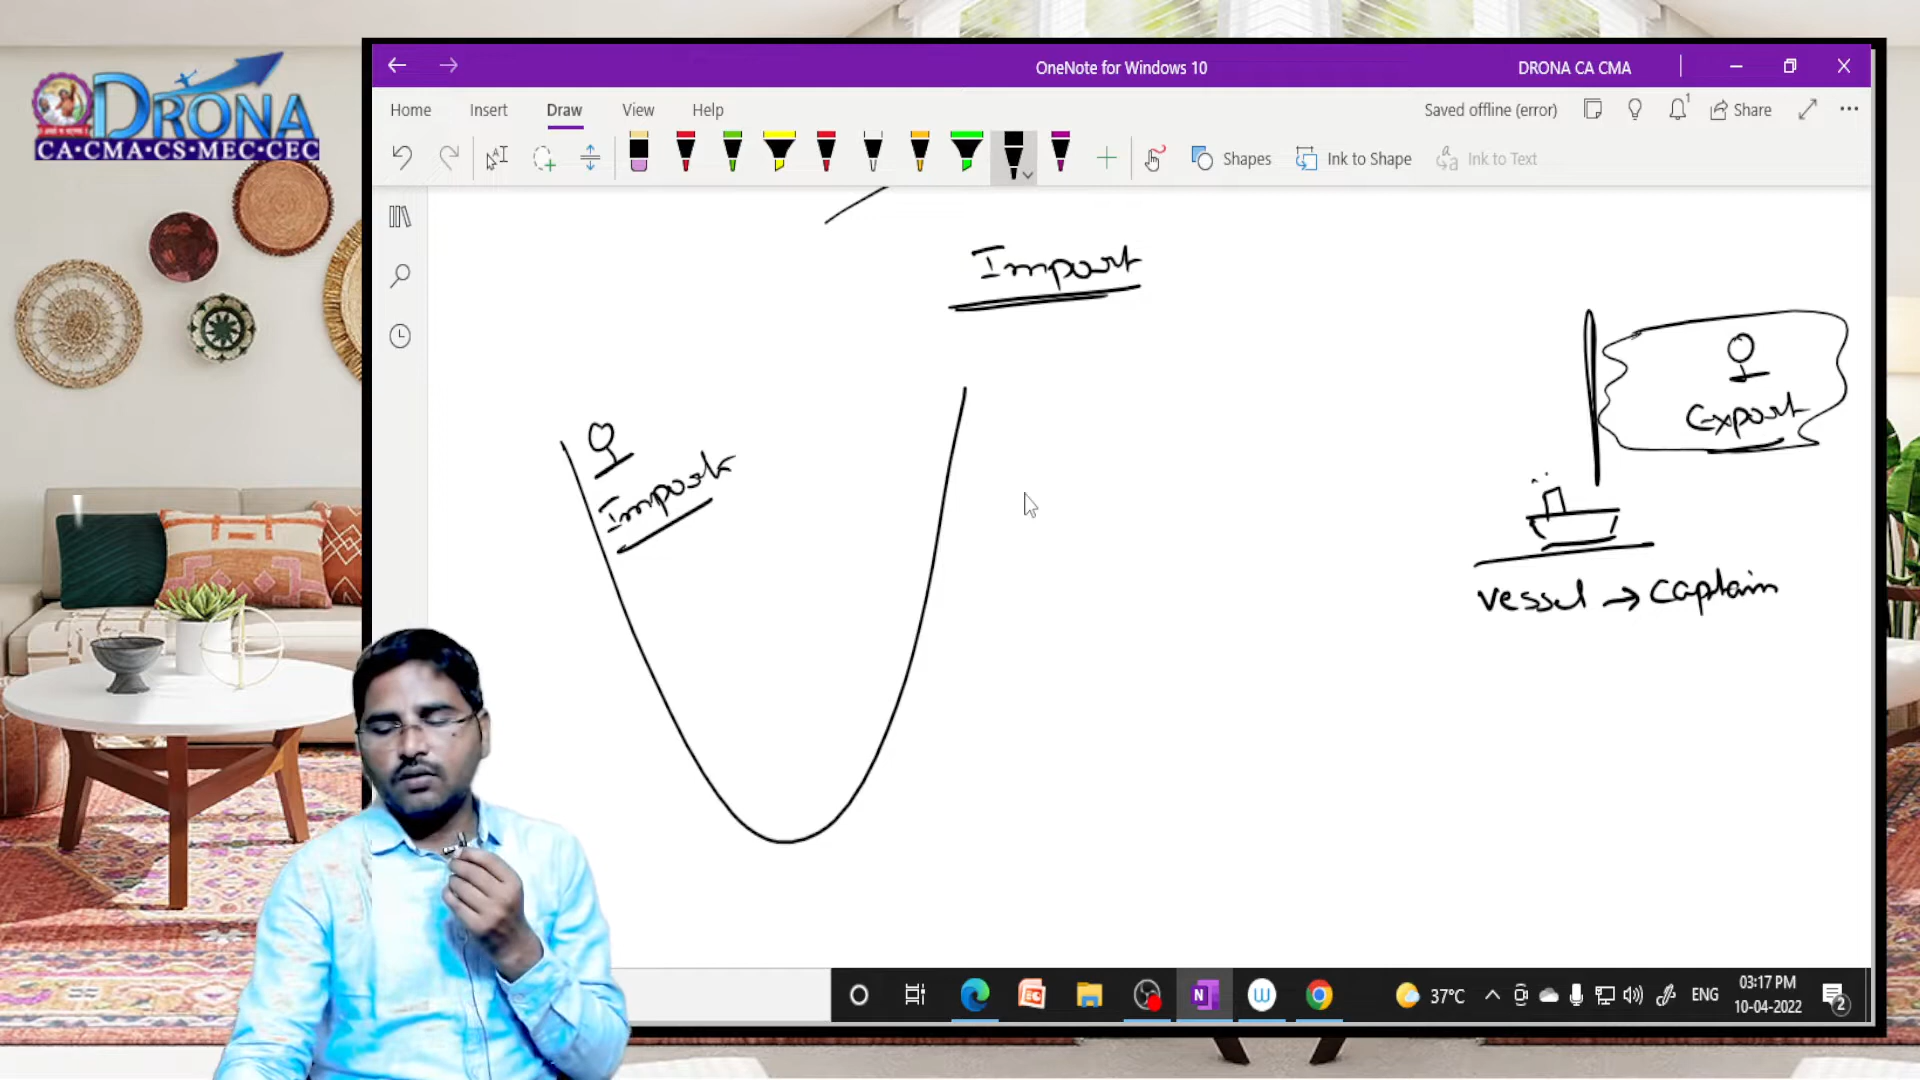 DRONA
CA•CMA•CS•MEC•CEC
OneNote for Windows 10
DRONA CA CMA
Home
Insert
Draw
View
Help
Saved offline (error)
1
Share
Shapes
Ink to Shape
Ink to Text
Import
Export
Import
vessel → captain
37°C
ENG
03:17 PM
10-04-2022
2